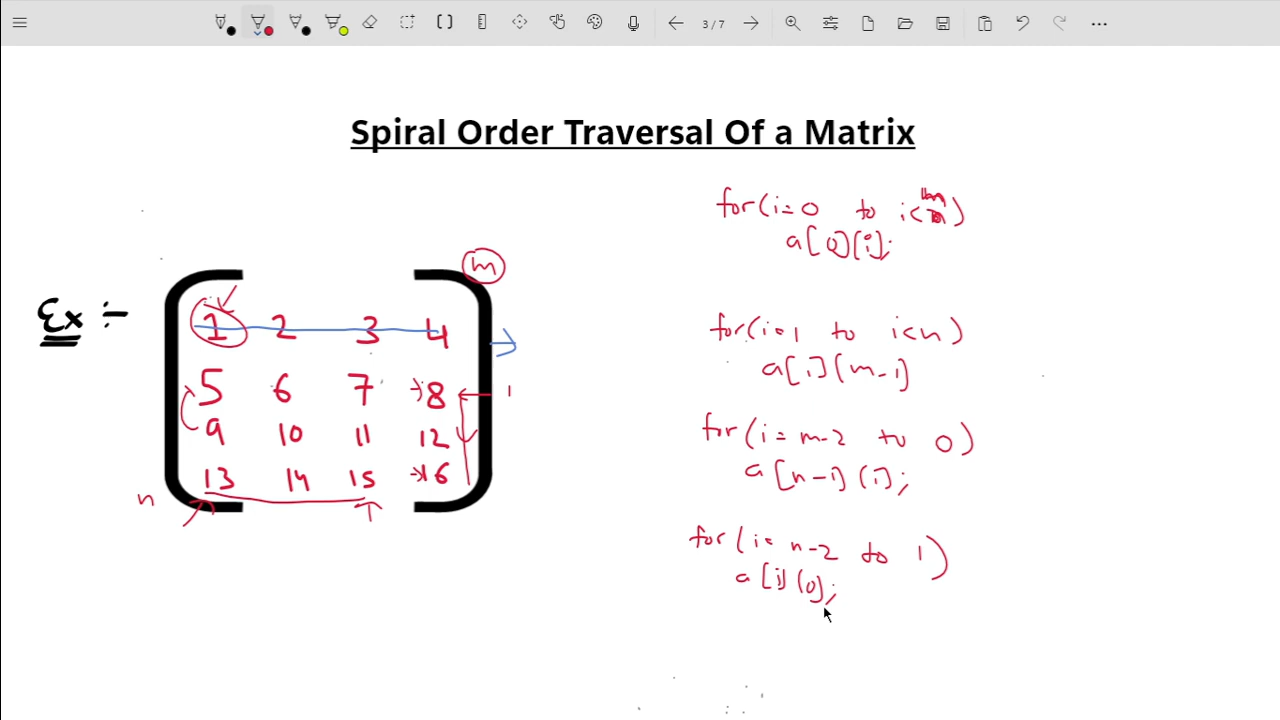 3 / 7
Spiral Order Traversal Of a Matrix
for(i=0 to i<m)
a[0][i];
m
Ex :-
1 2 3 4
for(i=1 to i<n)
a[i][m-1]
5 6 7 8 1
9 10 11 12
for(i=m-2 to 0)
a[n-1][i];
13 14 15 16
n
for(i=n-2 to 1)
a[i][0];